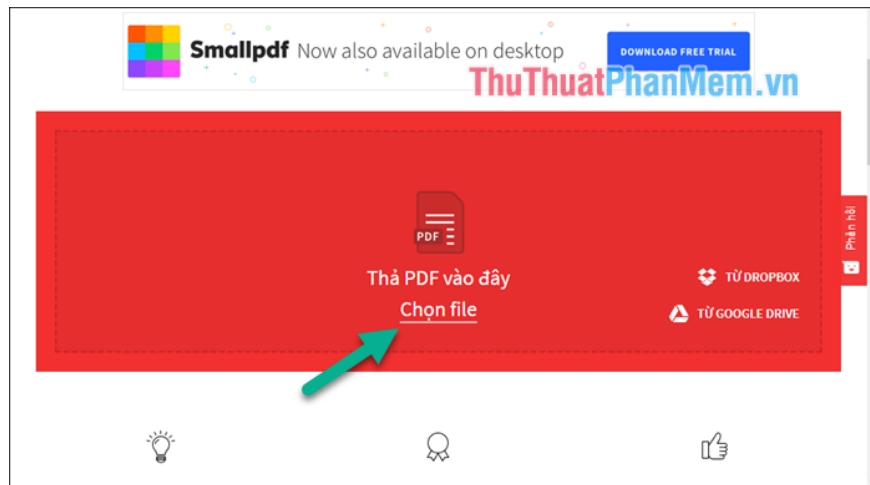 Smallpdf Now also available on desktop
DOWNLOAD FREE TRIAL
ThuThuatPhanMem.vn
PDF
Thả PDF vào đây
Chọn file
TỪ DROPBOX
TỪ GOOGLE DRIVE
Phản hồi